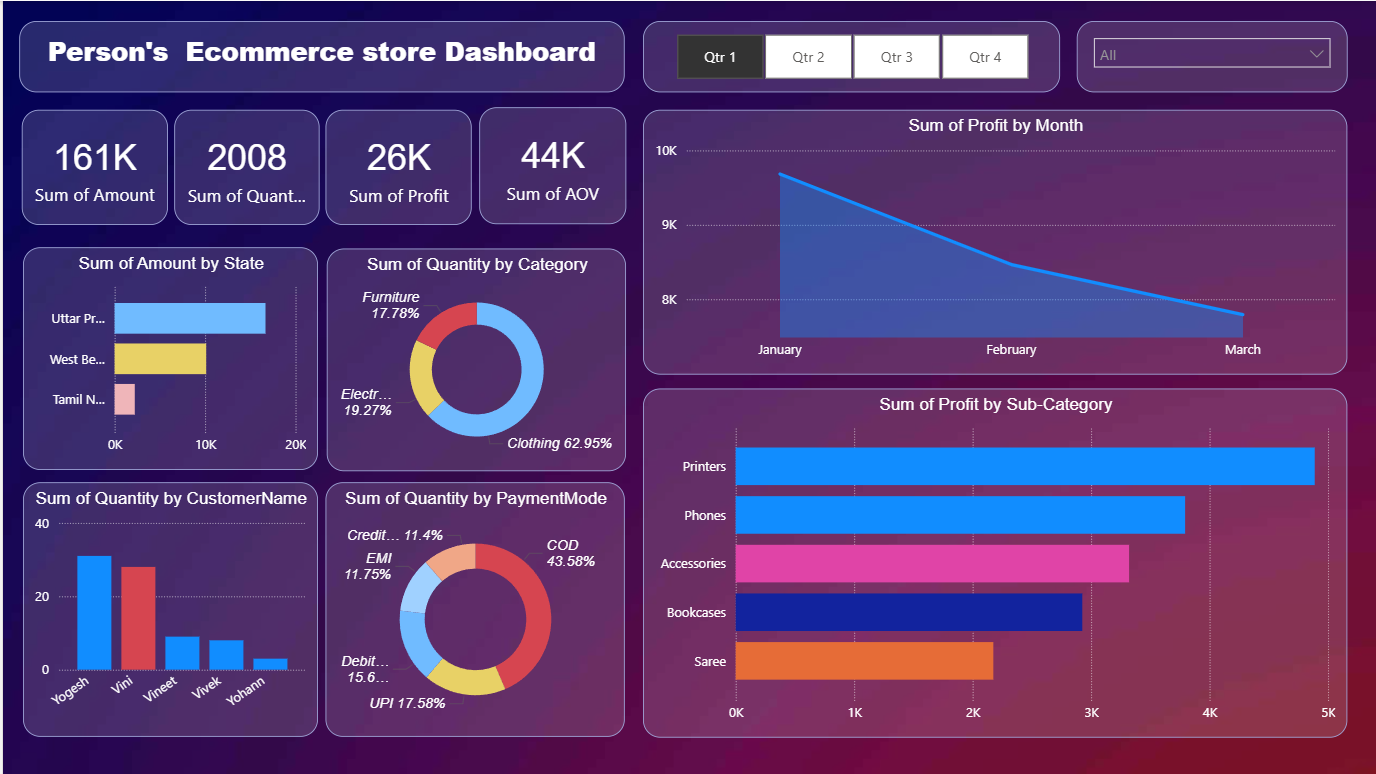 Person's Ecommerce store Dashboard
Qtr 1
Qtr 2
Qtr 3
Qtr 4
All
161K
Sum of Amount
2008
Sum of Quant...
26K
Sum of Profit
44K
Sum of AOV
Sum of Profit by Month
10K
9K
8K
January
February
March
Sum of Amount by State
Uttar Pr...
West Be...
Tamil N...
0K
10K
20K
Sum of Quantity by Category
Furniture
17.78%
Electr...
19.27%
Clothing 62.95%
Sum of Profit by Sub-Category
Printers
Phones
Accessories
Bookcases
Saree
0K
1K
2K
3K
4K
5K
Sum of Quantity by CustomerName
40
20
0
Yogesh
Vini
Vineet
Vivek
Yohann
Sum of Quantity by PaymentMode
Credit... 11.4%
COD
43.58%
EMI
11.75%
Debit...
15.6...
UPI 17.58%